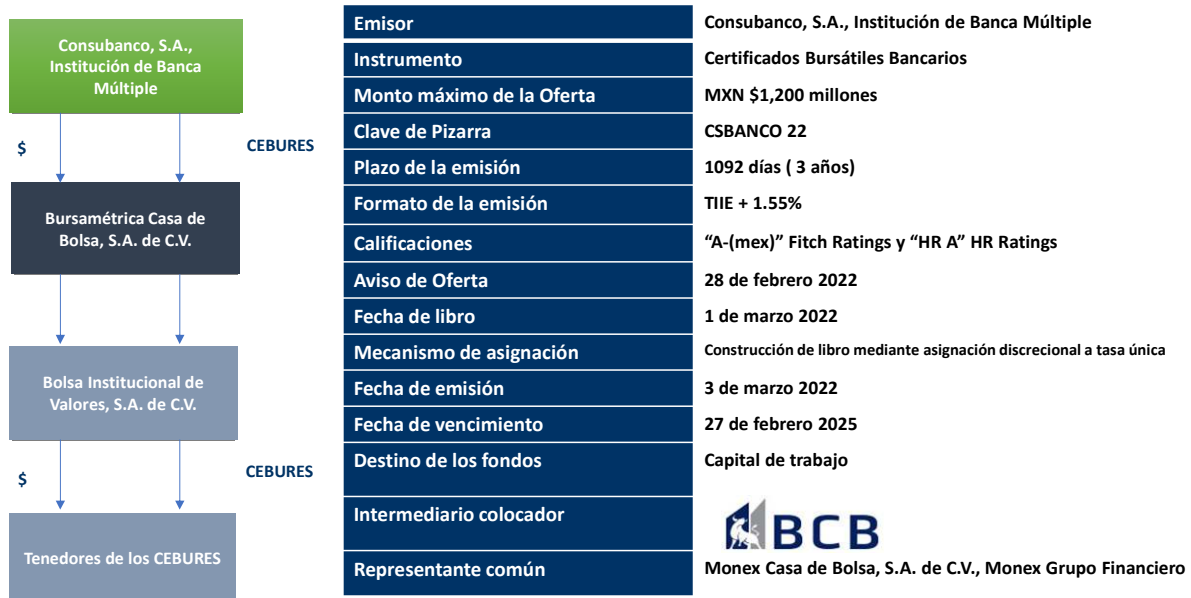 Consubanco, S.A.,
Institución de Banca
Múltiple
$
CEBURES
Bursamétrica Casa de
Bolsa, S.A. de C.V.
Bolsa Institucional de
Valores, S.A. de C.V.
$
CEBURES
Tenedores de los CEBURES
Emisor
Consubanco, S.A., Institución de Banca Múltiple
Instrumento
Certificados Bursátiles Bancarios
Monto máximo de la Oferta
MXN $1,200 millones
Clave de Pizarra
CSBANCO 22
Plazo de la emisión
1092 días ( 3 años)
Formato de la emisión
TIIE + 1.55%
Calificaciones
“A-(mex)” Fitch Ratings y “HR A” HR Ratings
Aviso de Oferta
28 de febrero 2022
Fecha de libro
1 de marzo 2022
Mecanismo de asignación
Construcción de libro mediante asignación discrecional a tasa única
Fecha de emisión
3 de marzo 2022
Fecha de vencimiento
27 de febrero 2025
Destino de los fondos
Capital de trabajo
Intermediario colocador
BCB
Representante común
Monex Casa de Bolsa, S.A. de C.V., Monex Grupo Financiero